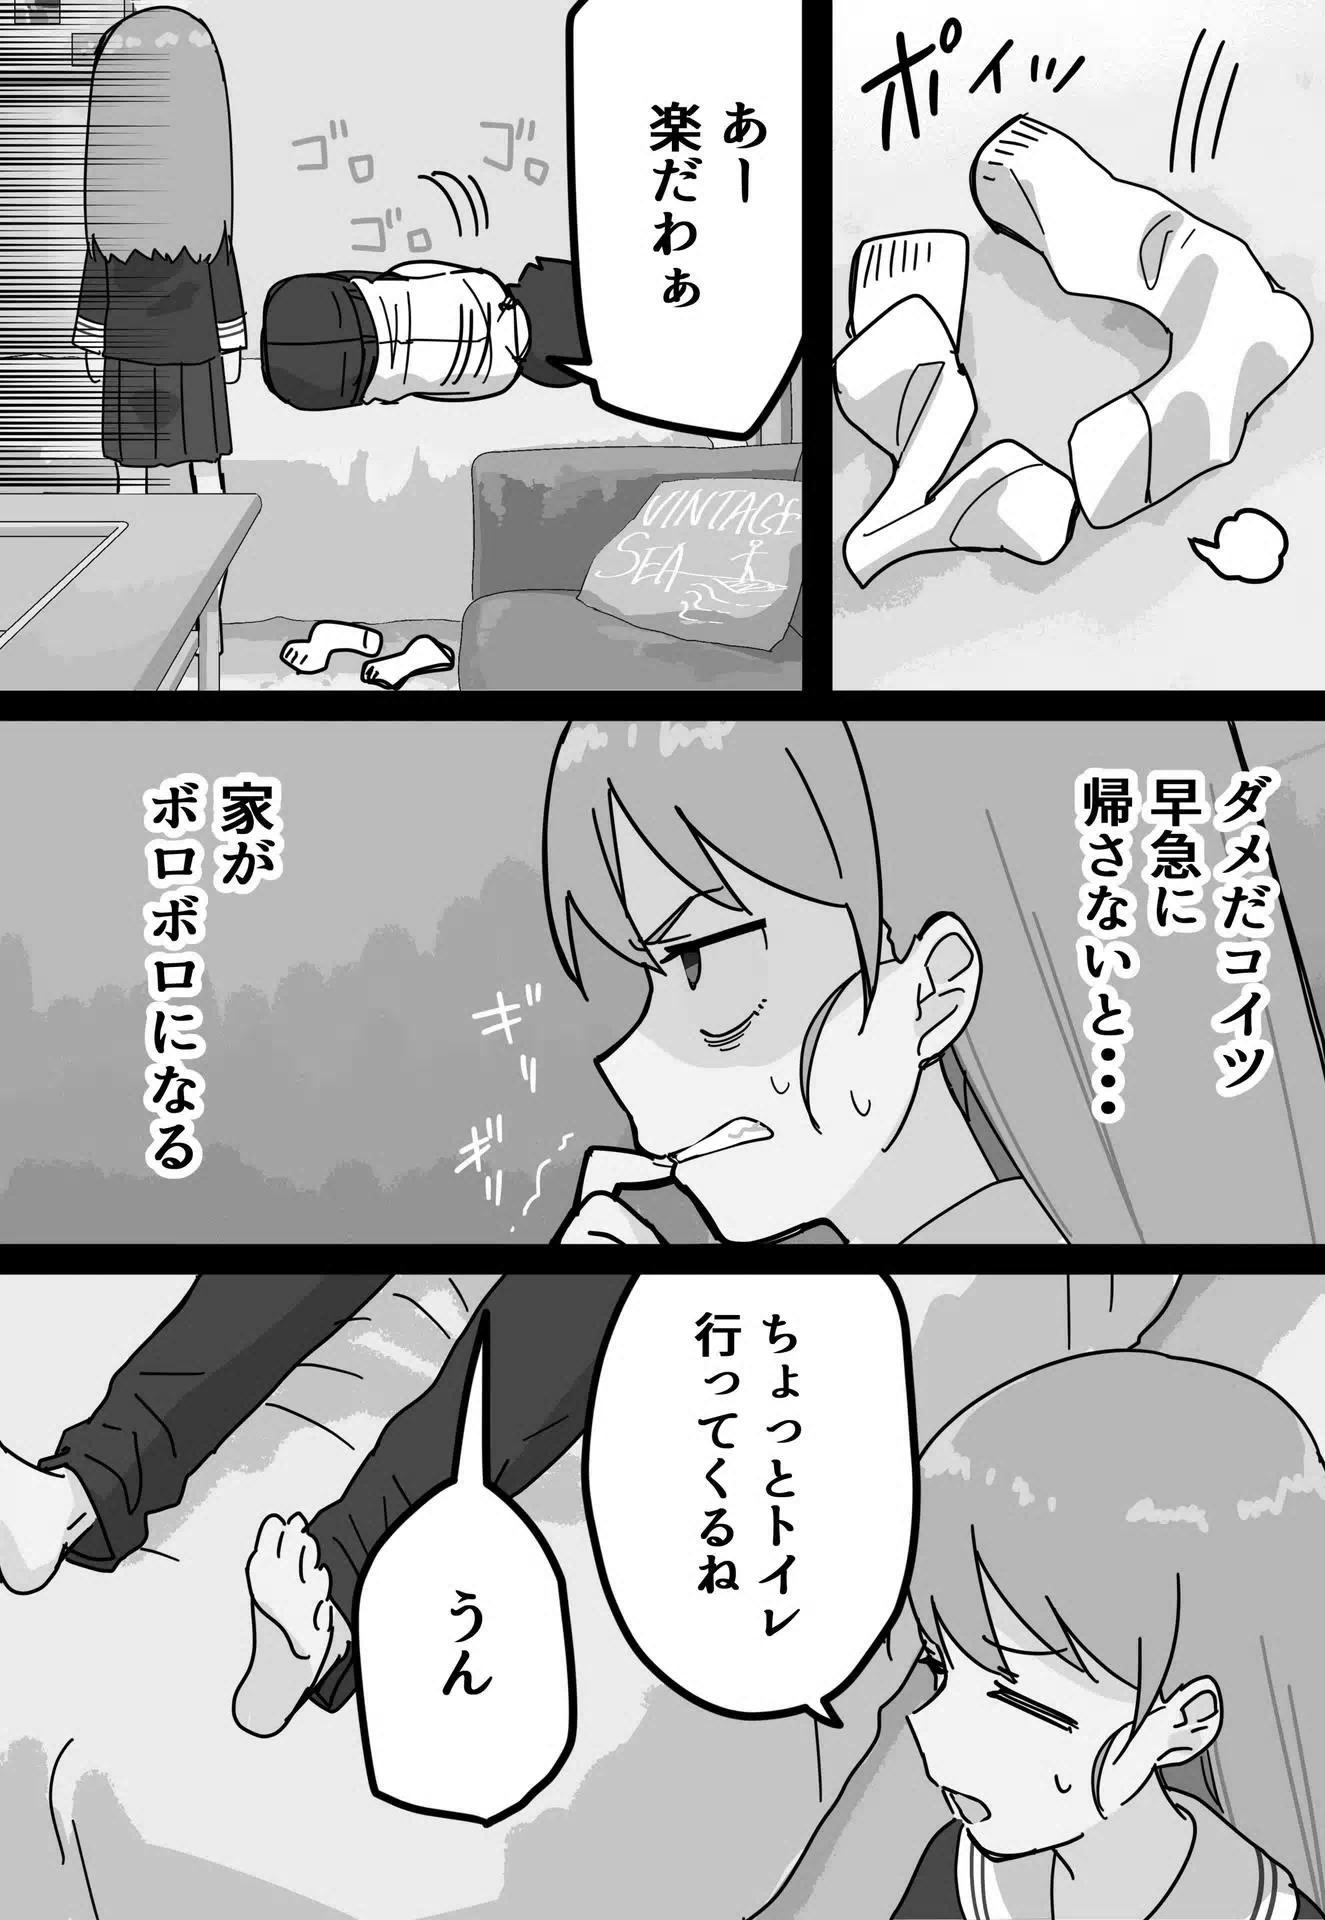 ポイッ
あー
楽だわぁ
ゴロ
ゴロ
ゴロ
VINTAGE
SEA
ダメだコイツ
早急に
帰さないと・・・
家が
ボロボロになる
ギギ
ギギ
ちょっとトイレ
行ってくるね
うん